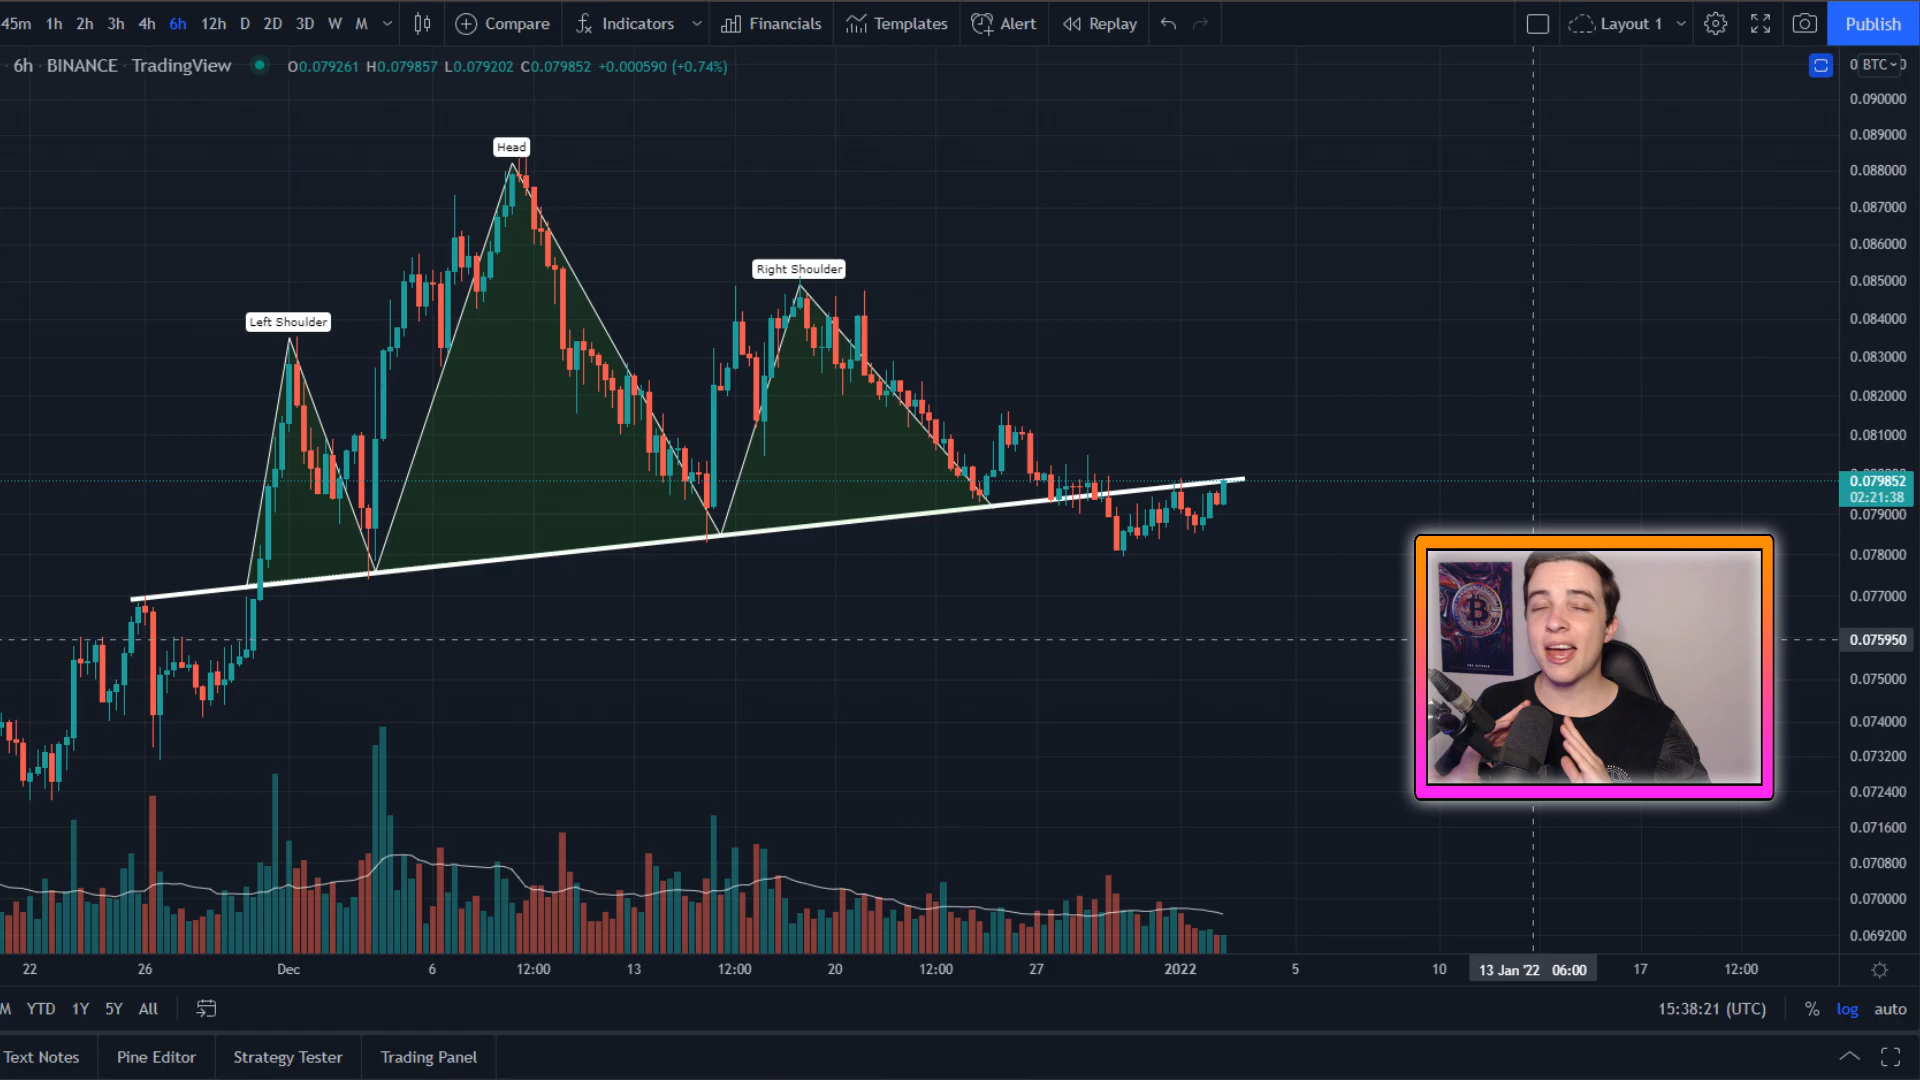 45m 1h 2h 3h 4h 6h 12h D 2D 3D W M Compare Indicators Financials Templates Alert Replay Layout 1 Publish
6h BINANCE TradingView O0.079261 H0.079857 L0.079202 C0.079852 +0.000590 (+0.74%)
BTC
0.090000
0.089000
Head
0.088000
0.087000
0.086000
Right Shoulder
0.085000
Left Shoulder
0.084000
0.083000
0.082000
0.081000
0.079852
02:21:38
0.079000
0.078000
0.077000
0.075950
0.075000
0.074000
0.073200
0.072400
0.071600
0.070800
0.070000
0.069200
22 26 Dec 6 12:00 13 12:00 20 12:00 27 2022 5 10 13 Jan '22 06:00 17 12:00
M YTD 1Y 5Y All 15:38:21 (UTC) % log auto
Text Notes Pine Editor Strategy Tester Trading Panel